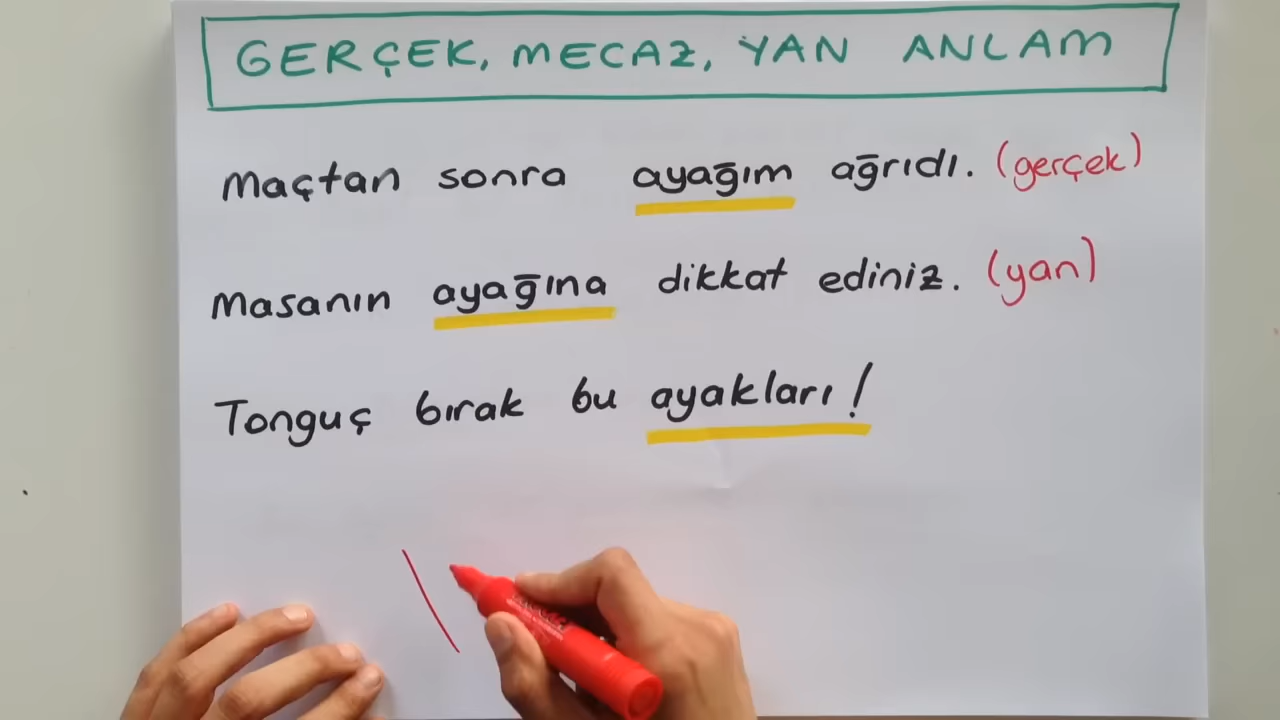 GERÇEK, MECAZ, YAN ANLAM
Maçtan sonra ayağım ağrıdı. (gerçek)
Masanın ayağına dikkat ediniz. (yan)
Tonguç bırak bu ayakları!